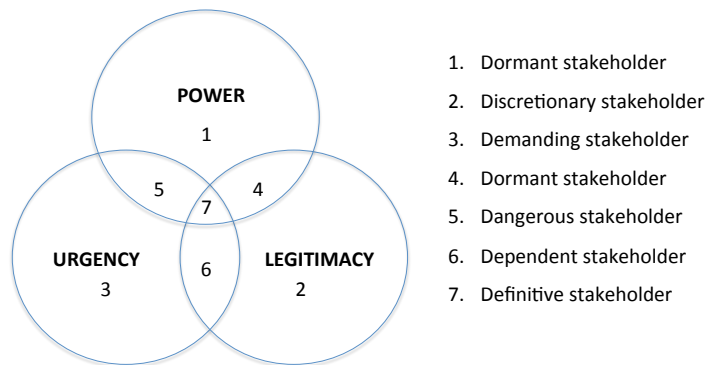 POWER
1
5
4
7
URGENCY
3
6
LEGITIMACY
2
1. Dormant stakeholder
2. Discretionary stakeholder
3. Demanding stakeholder
4. Dormant stakeholder
5. Dangerous stakeholder
6. Dependent stakeholder
7. Definitive stakeholder